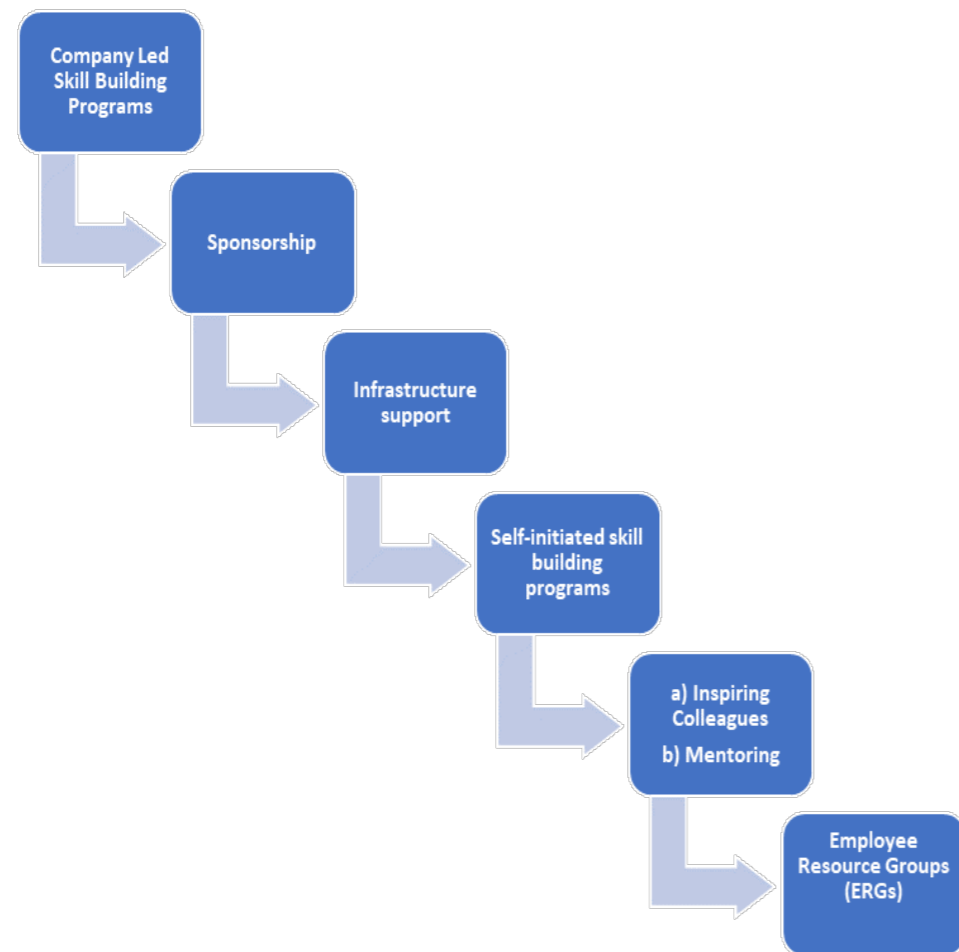 Company Led
Skill Building
Programs
Sponsorship
Infrastructure
support
Self-initiated skill
building
programs
a) Inspiring
Colleagues
b) Mentoring
Employee
Resource Groups
(ERGs)